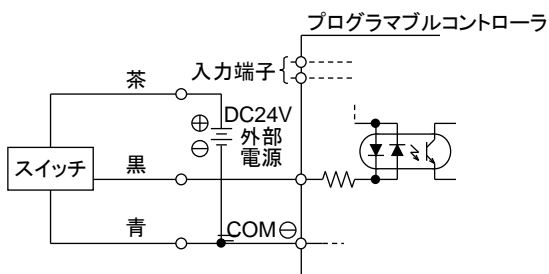 プログラマブルコントローラ
入力端子
茶
DC24V
外部
電源
スイッチ
黒
青
COM⊖